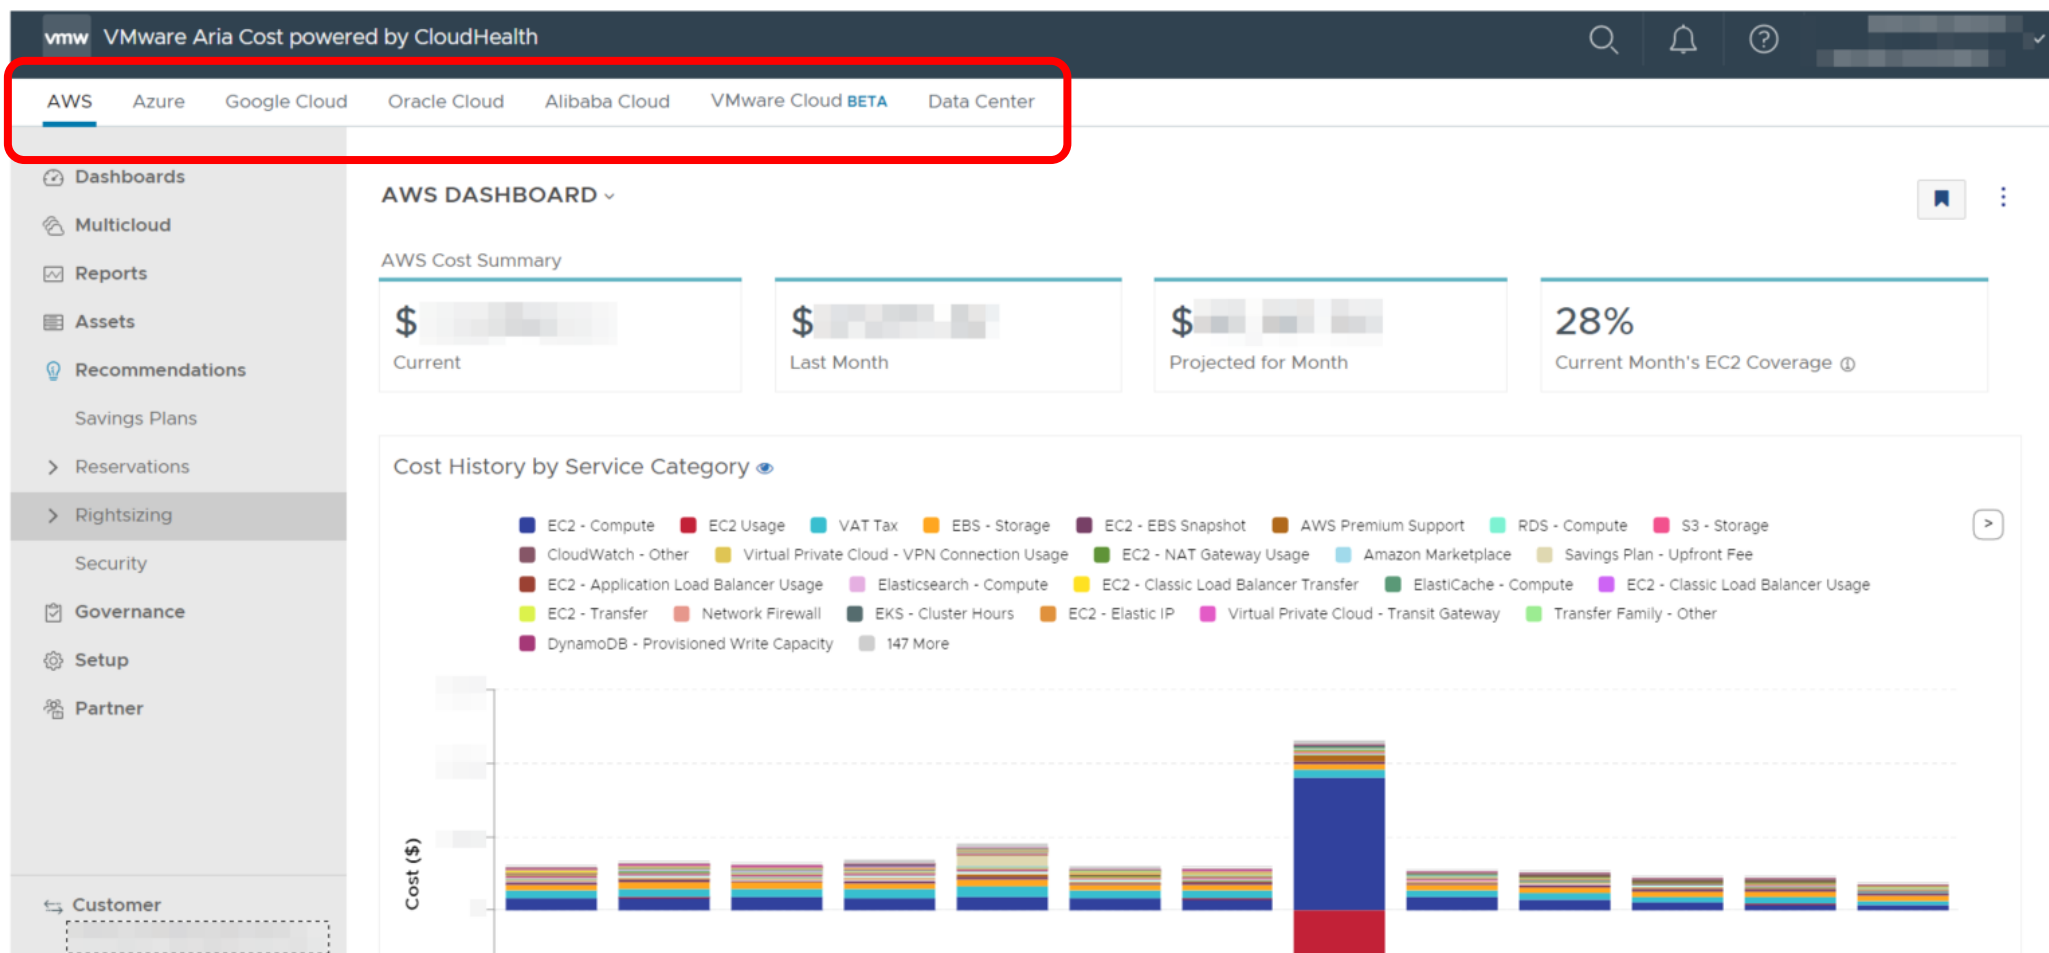 vmw VMware Aria Cost powered by CloudHealth
AWS Azure Google Cloud Oracle Cloud Alibaba Cloud VMware Cloud BETA Data Center
Dashboards
Multicloud
Reports
Assets
Recommendations
Savings Plans
Reservations
Rightsizing
Security
Governance
Setup
Partner
Customer
AWS DASHBOARD
AWS Cost Summary
$
Current
$
Last Month
$
Projected for Month
28%
Current Month's EC2 Coverage
Cost History by Service Category
EC2 - Compute EC2 Usage VAT Tax EBS - Storage EC2 - EBS Snapshot AWS Premium Support RDS - Compute S3 - Storage
CloudWatch - Other Virtual Private Cloud - VPN Connection Usage EC2 - NAT Gateway Usage Amazon Marketplace Savings Plan - Upfront Fee
EC2 - Application Load Balancer Usage Elasticsearch - Compute EC2 - Classic Load Balancer Transfer ElastiCache - Compute EC2 - Classic Load Balancer Usage
EC2 - Transfer Network Firewall EKS - Cluster Hours EC2 - Elastic IP Virtual Private Cloud - Transit Gateway Transfer Family - Other
DynamoDB - Provisioned Write Capacity 147 More
Cost ($)